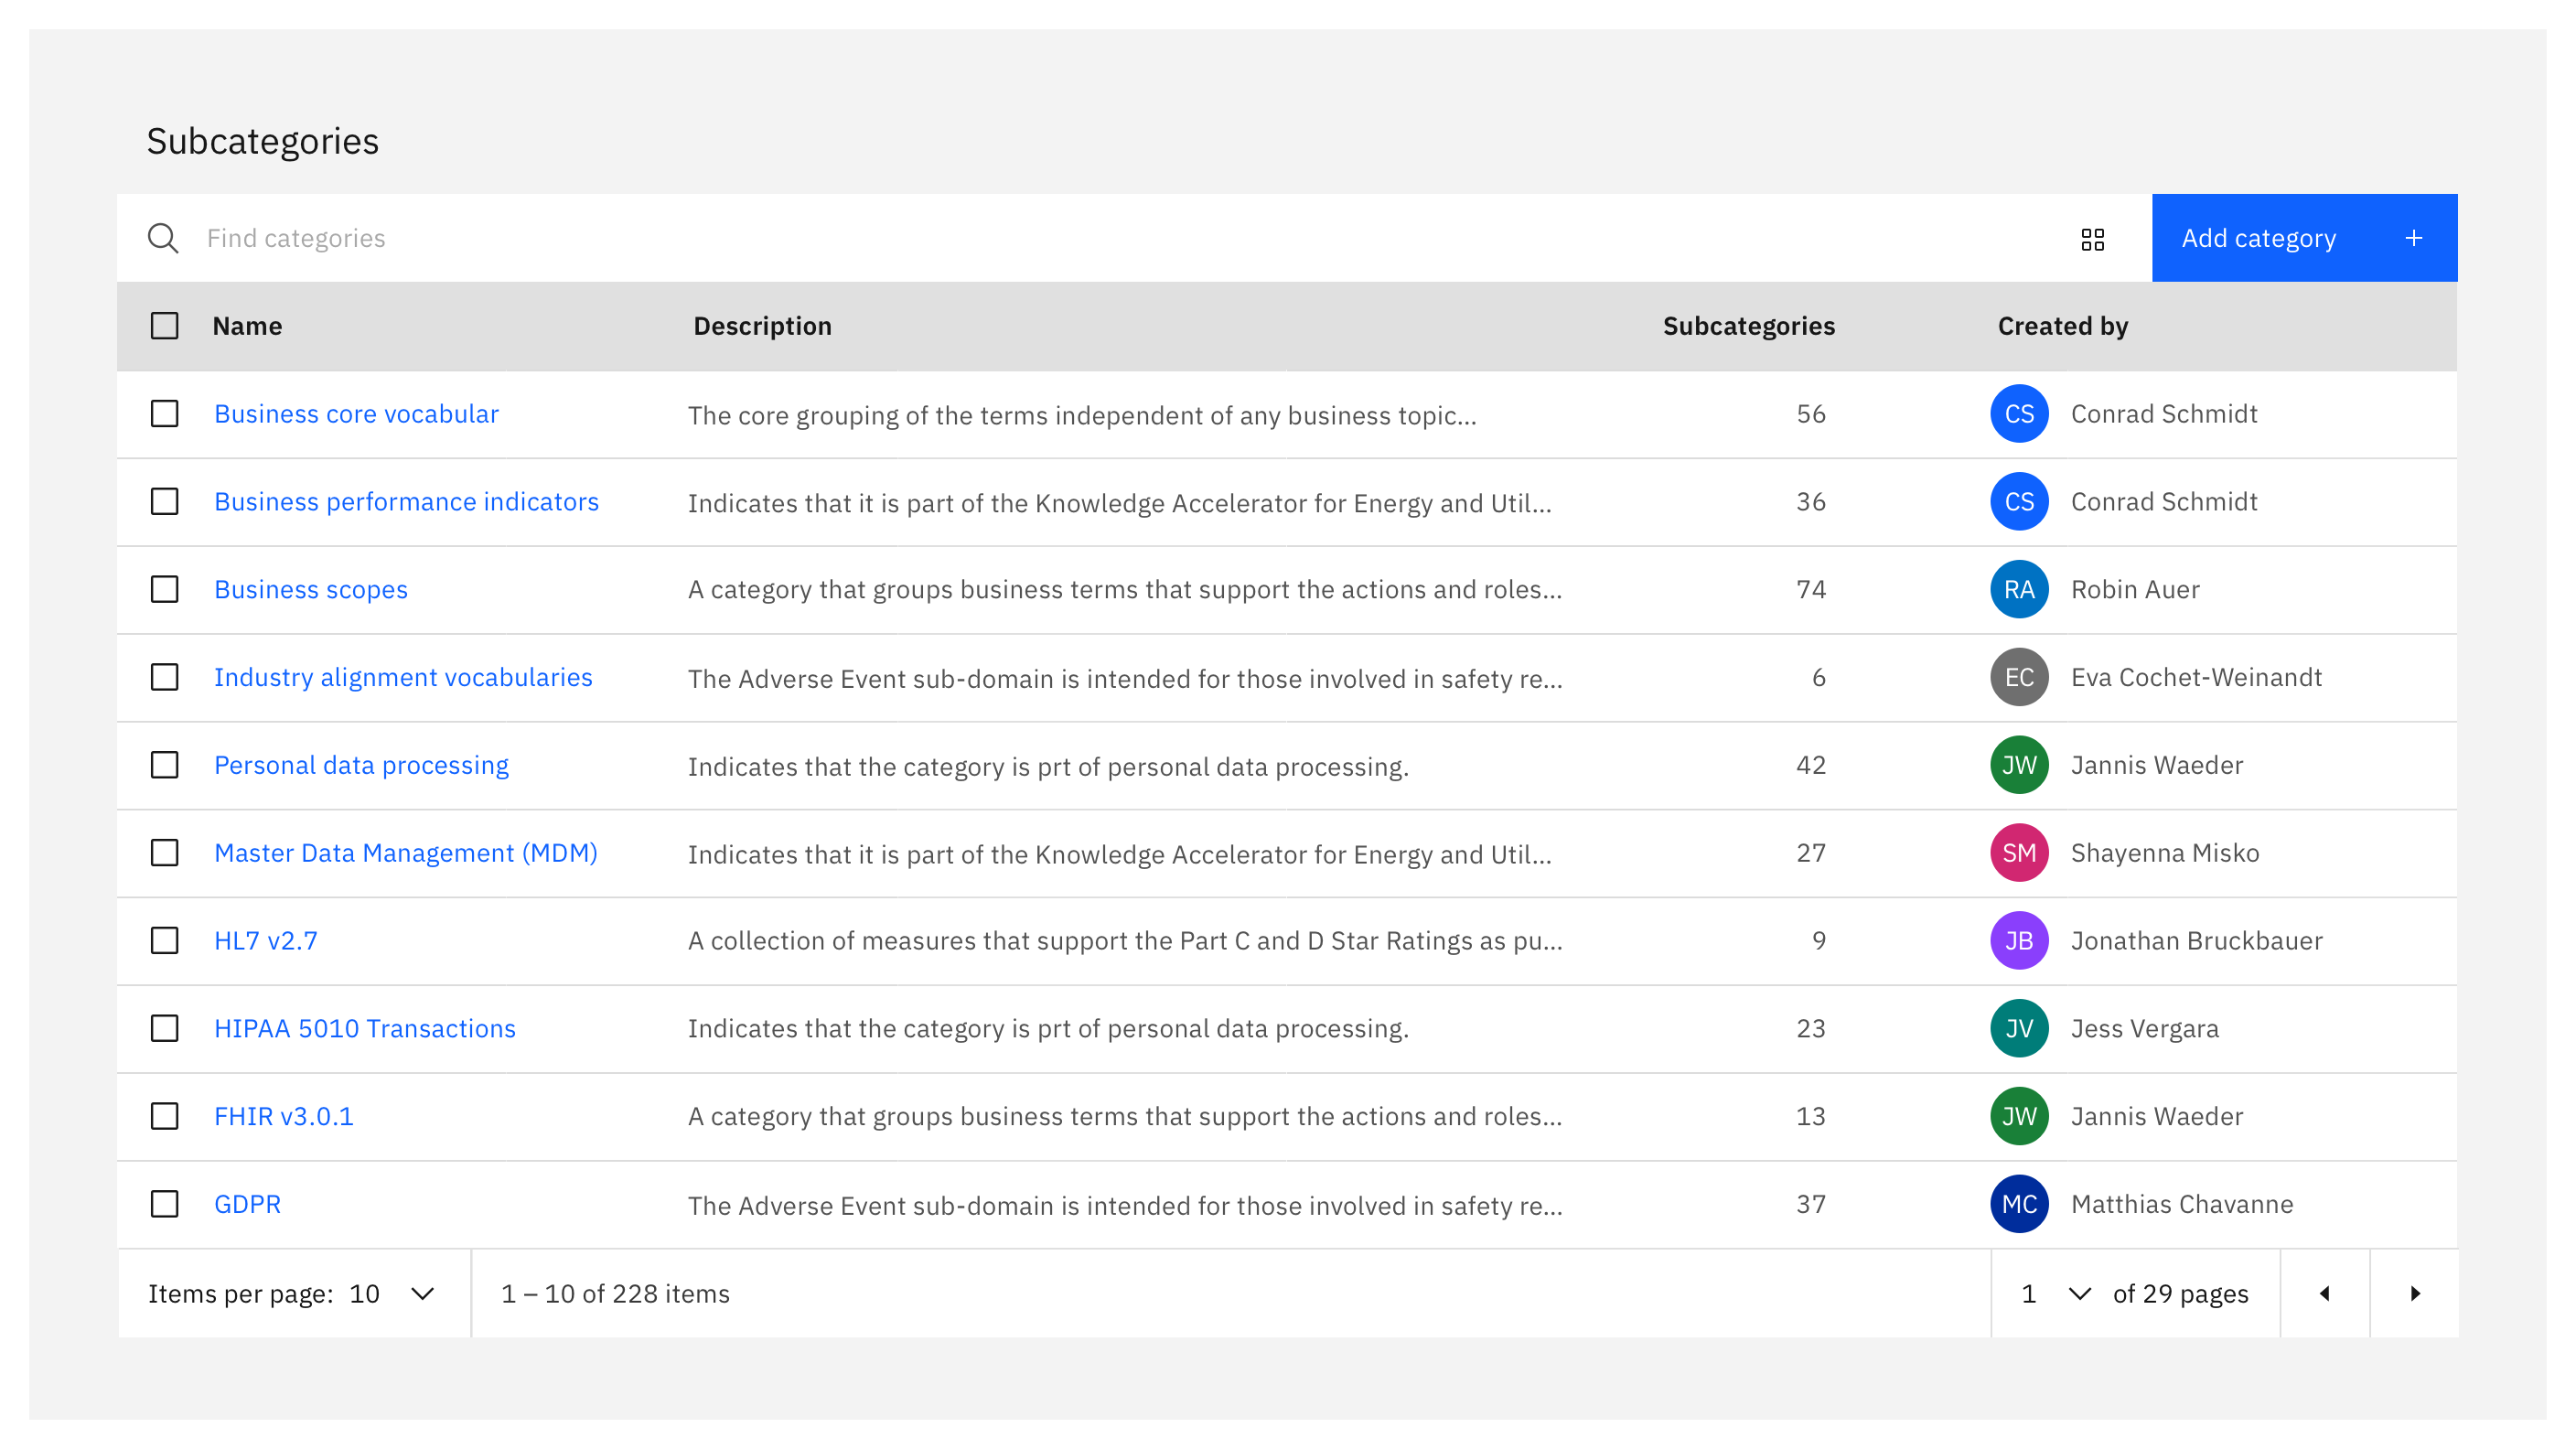 Subcategories
Find categories
Add category +
Name Description Subcategories Created by
Business core vocabular The core grouping of the terms independent of any business topic... 56 CS Conrad Schmidt
Business performance indicators Indicates that it is part of the Knowledge Accelerator for Energy and Util... 36 CS Conrad Schmidt
Business scopes A category that groups business terms that support the actions and roles... 74 RA Robin Auer
Industry alignment vocabularies The Adverse Event sub-domain is intended for those involved in safety re... 6 EC Eva Cochet-Weinandt
Personal data processing Indicates that the category is prt of personal data processing. 42 JW Jannis Waeder
Master Data Management (MDM) Indicates that it is part of the Knowledge Accelerator for Energy and Util... 27 SM Shayenna Misko
HL7 v2.7 A collection of measures that support the Part C and D Star Ratings as pu... 9 JB Jonathan Bruckbauer
HIPAA 5010 Transactions Indicates that the category is prt of personal data processing. 23 JV Jess Vergara
FHIR v3.0.1 A category that groups business terms that support the actions and roles... 13 JW Jannis Waeder
GDPR The Adverse Event sub-domain is intended for those involved in safety re... 37 MC Matthias Chavanne
Items per page: 10 1 – 10 of 228 items 1 of 29 pages